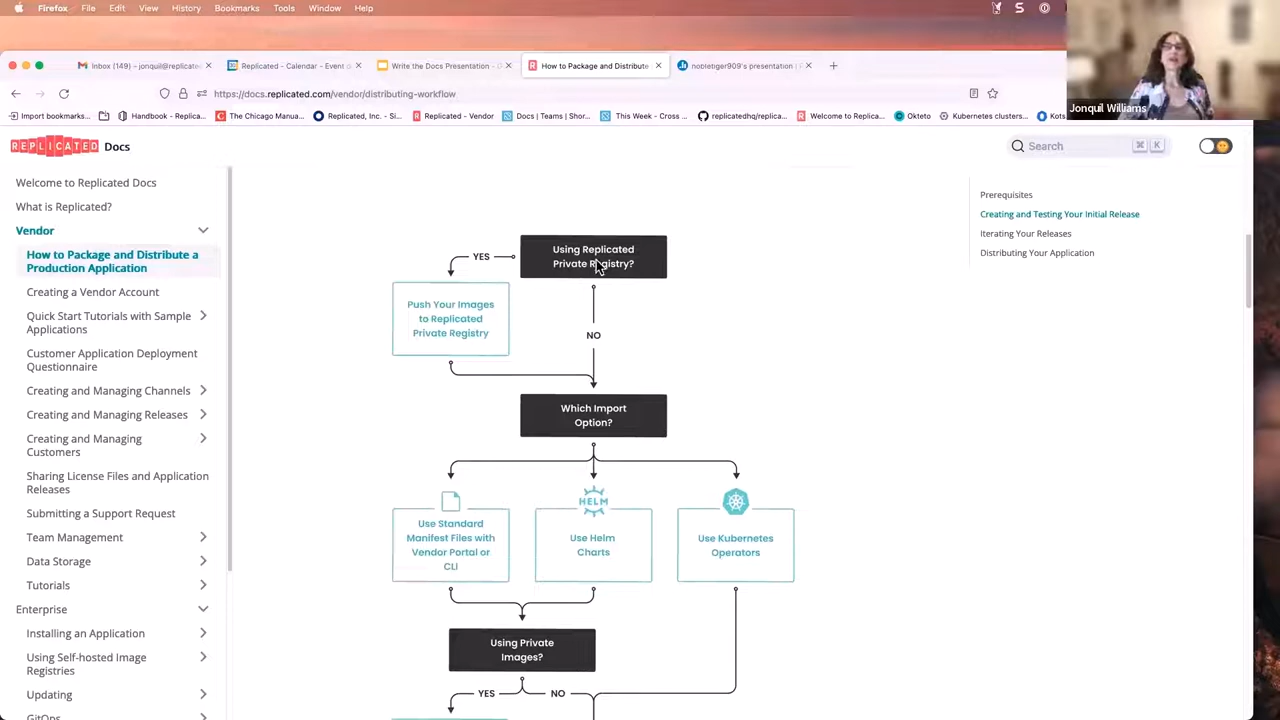 Firefox File Edit View History Bookmarks Tools Window Help
Inbox (149) – jonquil@replicate
Replicated - Calendar - Event
Write the Docs Presentation -
How to Package and Distribute
nobletiger909's presentation |
https://docs.replicated.com/vendor/distributing-workflow
Import bookmarks...
Handbook - Replica...
The Chicago Manua...
Replicated, Inc. - Si...
Replicated - Vendor
Docs | Teams | Shor...
This Week - Cross ...
replicatedhq/replica...
Welcome to Replica...
Okteto
Kubernetes clusters...
Kots
Jonquil Williams
REPLICATED Docs
Search
⌘ K
Welcome to Replicated Docs
What is Replicated?
Vendor
How to Package and Distribute a
Production Application
Creating a Vendor Account
Quick Start Tutorials with Sample
Applications
Customer Application Deployment
Questionnaire
Creating and Managing Channels
Creating and Managing Releases
Creating and Managing
Customers
Sharing License Files and Application
Releases
Submitting a Support Request
Team Management
Data Storage
Tutorials
Enterprise
Installing an Application
Using Self-hosted Image
Registries
Updating
GitOps
Using Replicated
Private Registry?
YES
Push Your Images
to Replicated
Private Registry
NO
Which Import
Option?
HELM
Use Standard
Manifest Files with
Vendor Portal or
CLI
Use Helm
Charts
Use Kubernetes
Operators
Using Private
Images?
YES
NO
Prerequisites
Creating and Testing Your Initial Release
Iterating Your Releases
Distributing Your Application